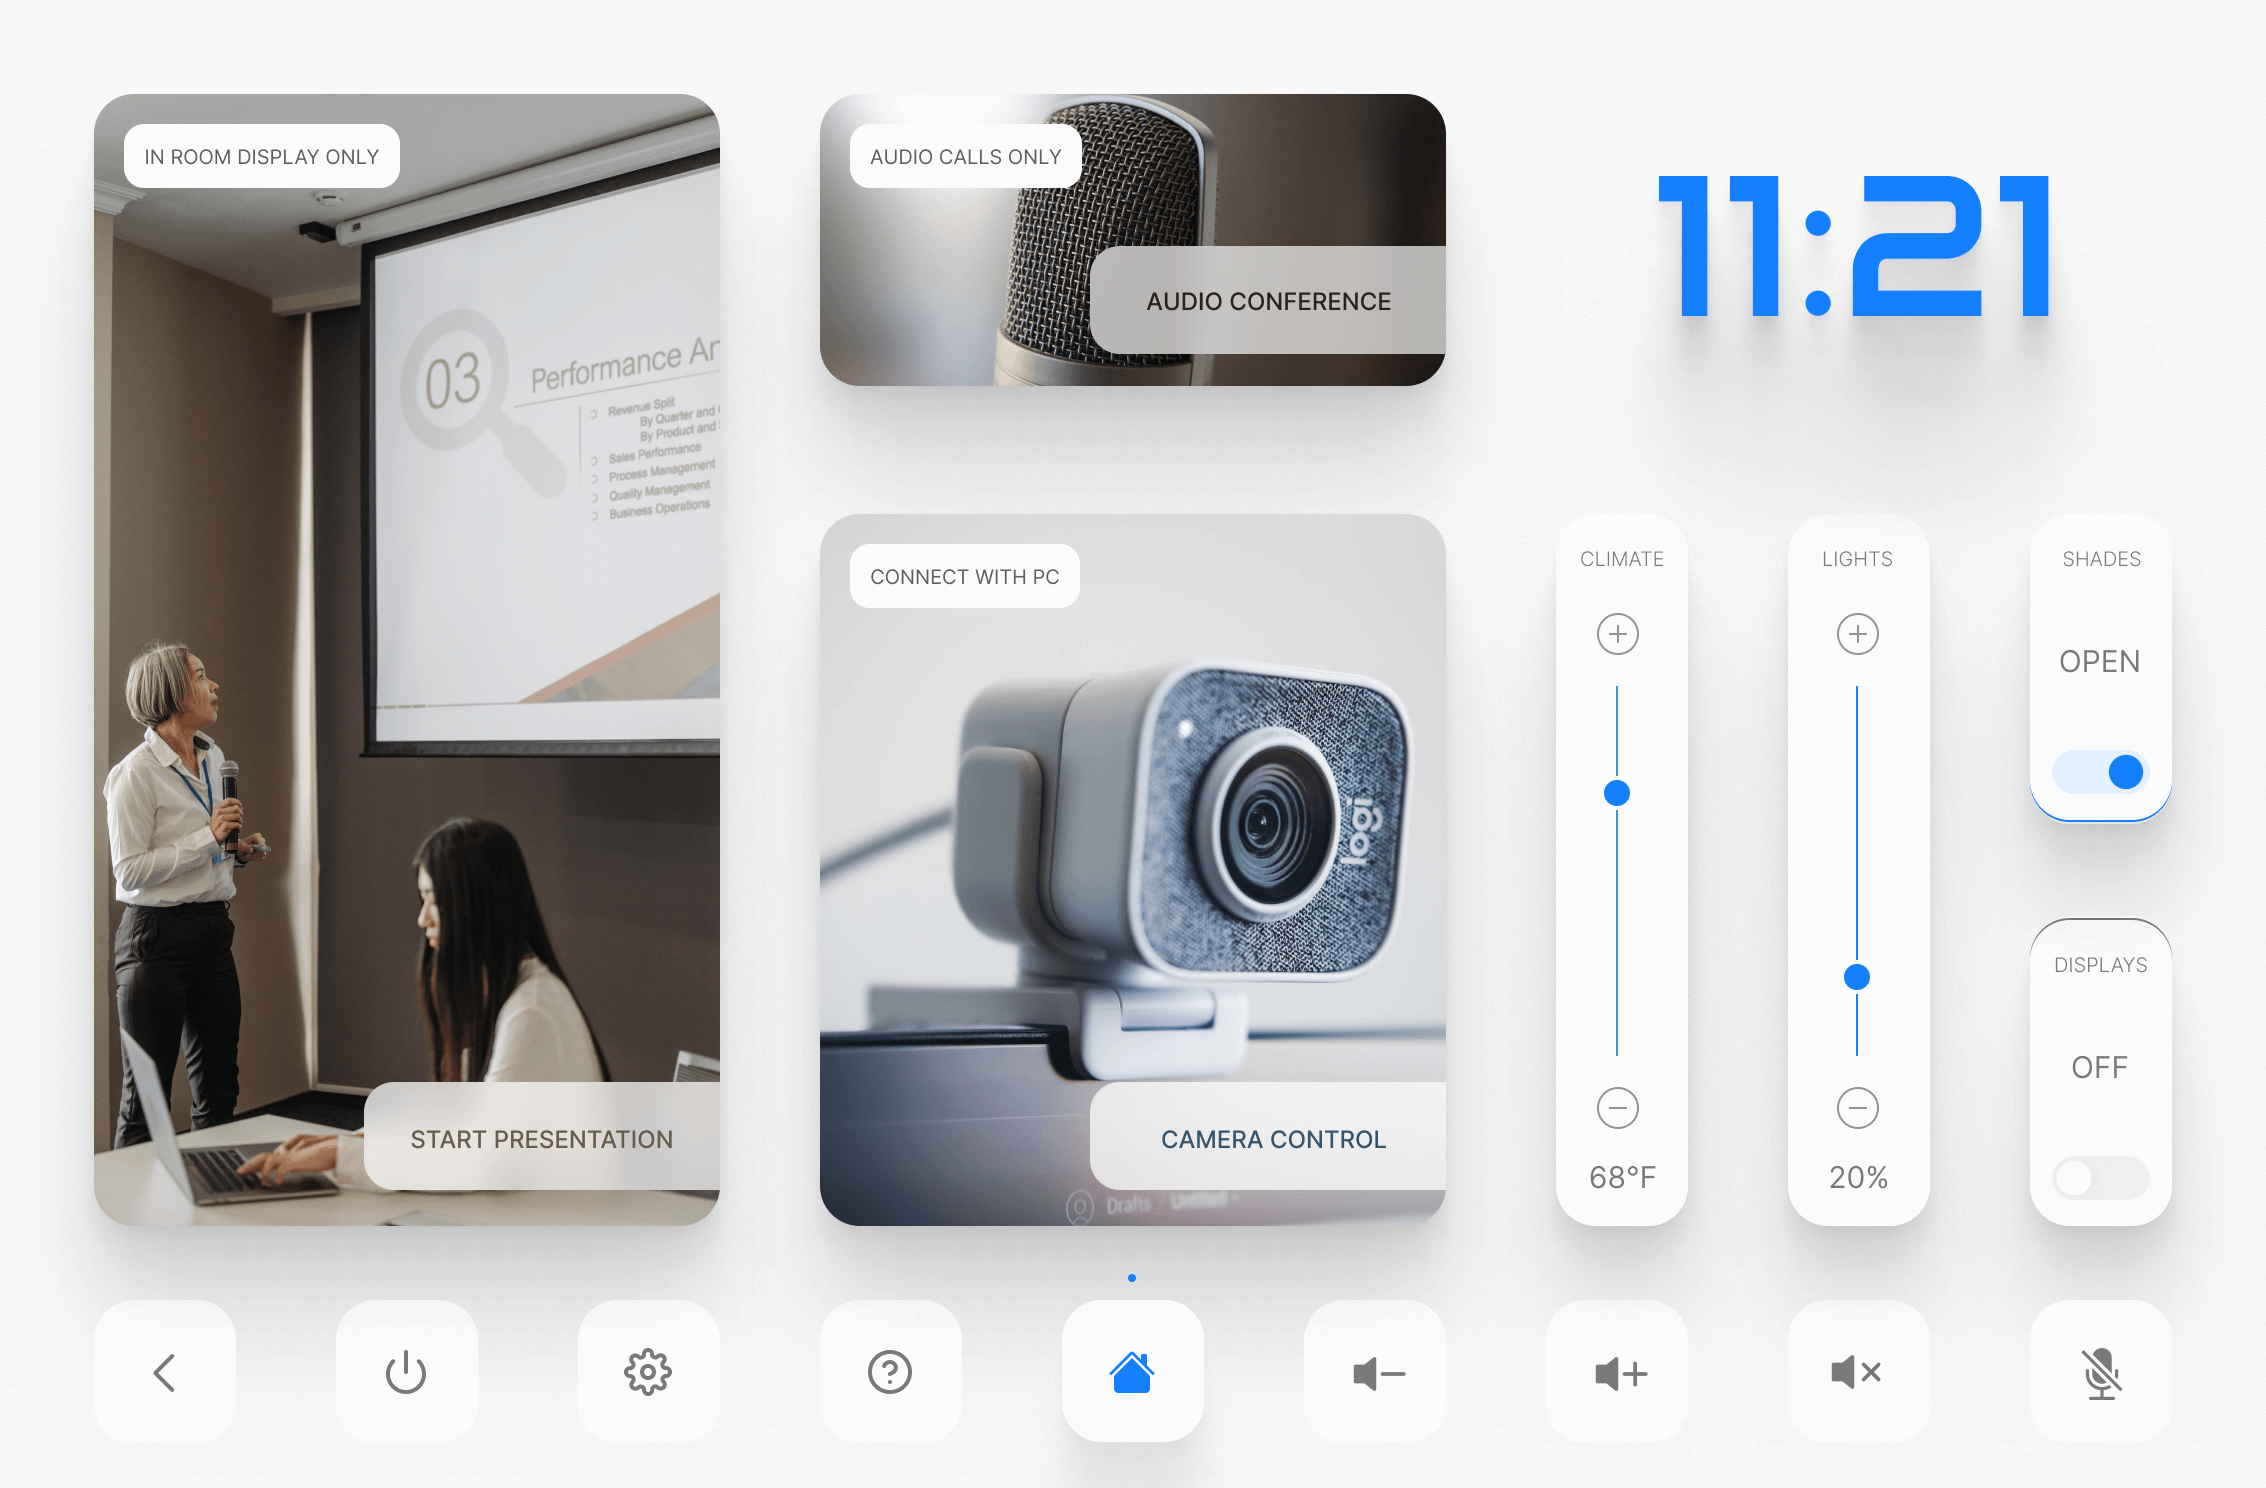 IN ROOM DISPLAY ONLY
03
Performance An
Revenue Split
By Quarter and
By Product and
Sales Performance
Process Management
Quality Management
Business Operations
START PRESENTATION
AUDIO CALLS ONLY
AUDIO CONFERENCE
CONNECT WITH PC
logi
CAMERA CONTROL
Drafts / Untitled
11:21
CLIMATE
68°F
LIGHTS
20%
SHADES
OPEN
DISPLAYS
OFF